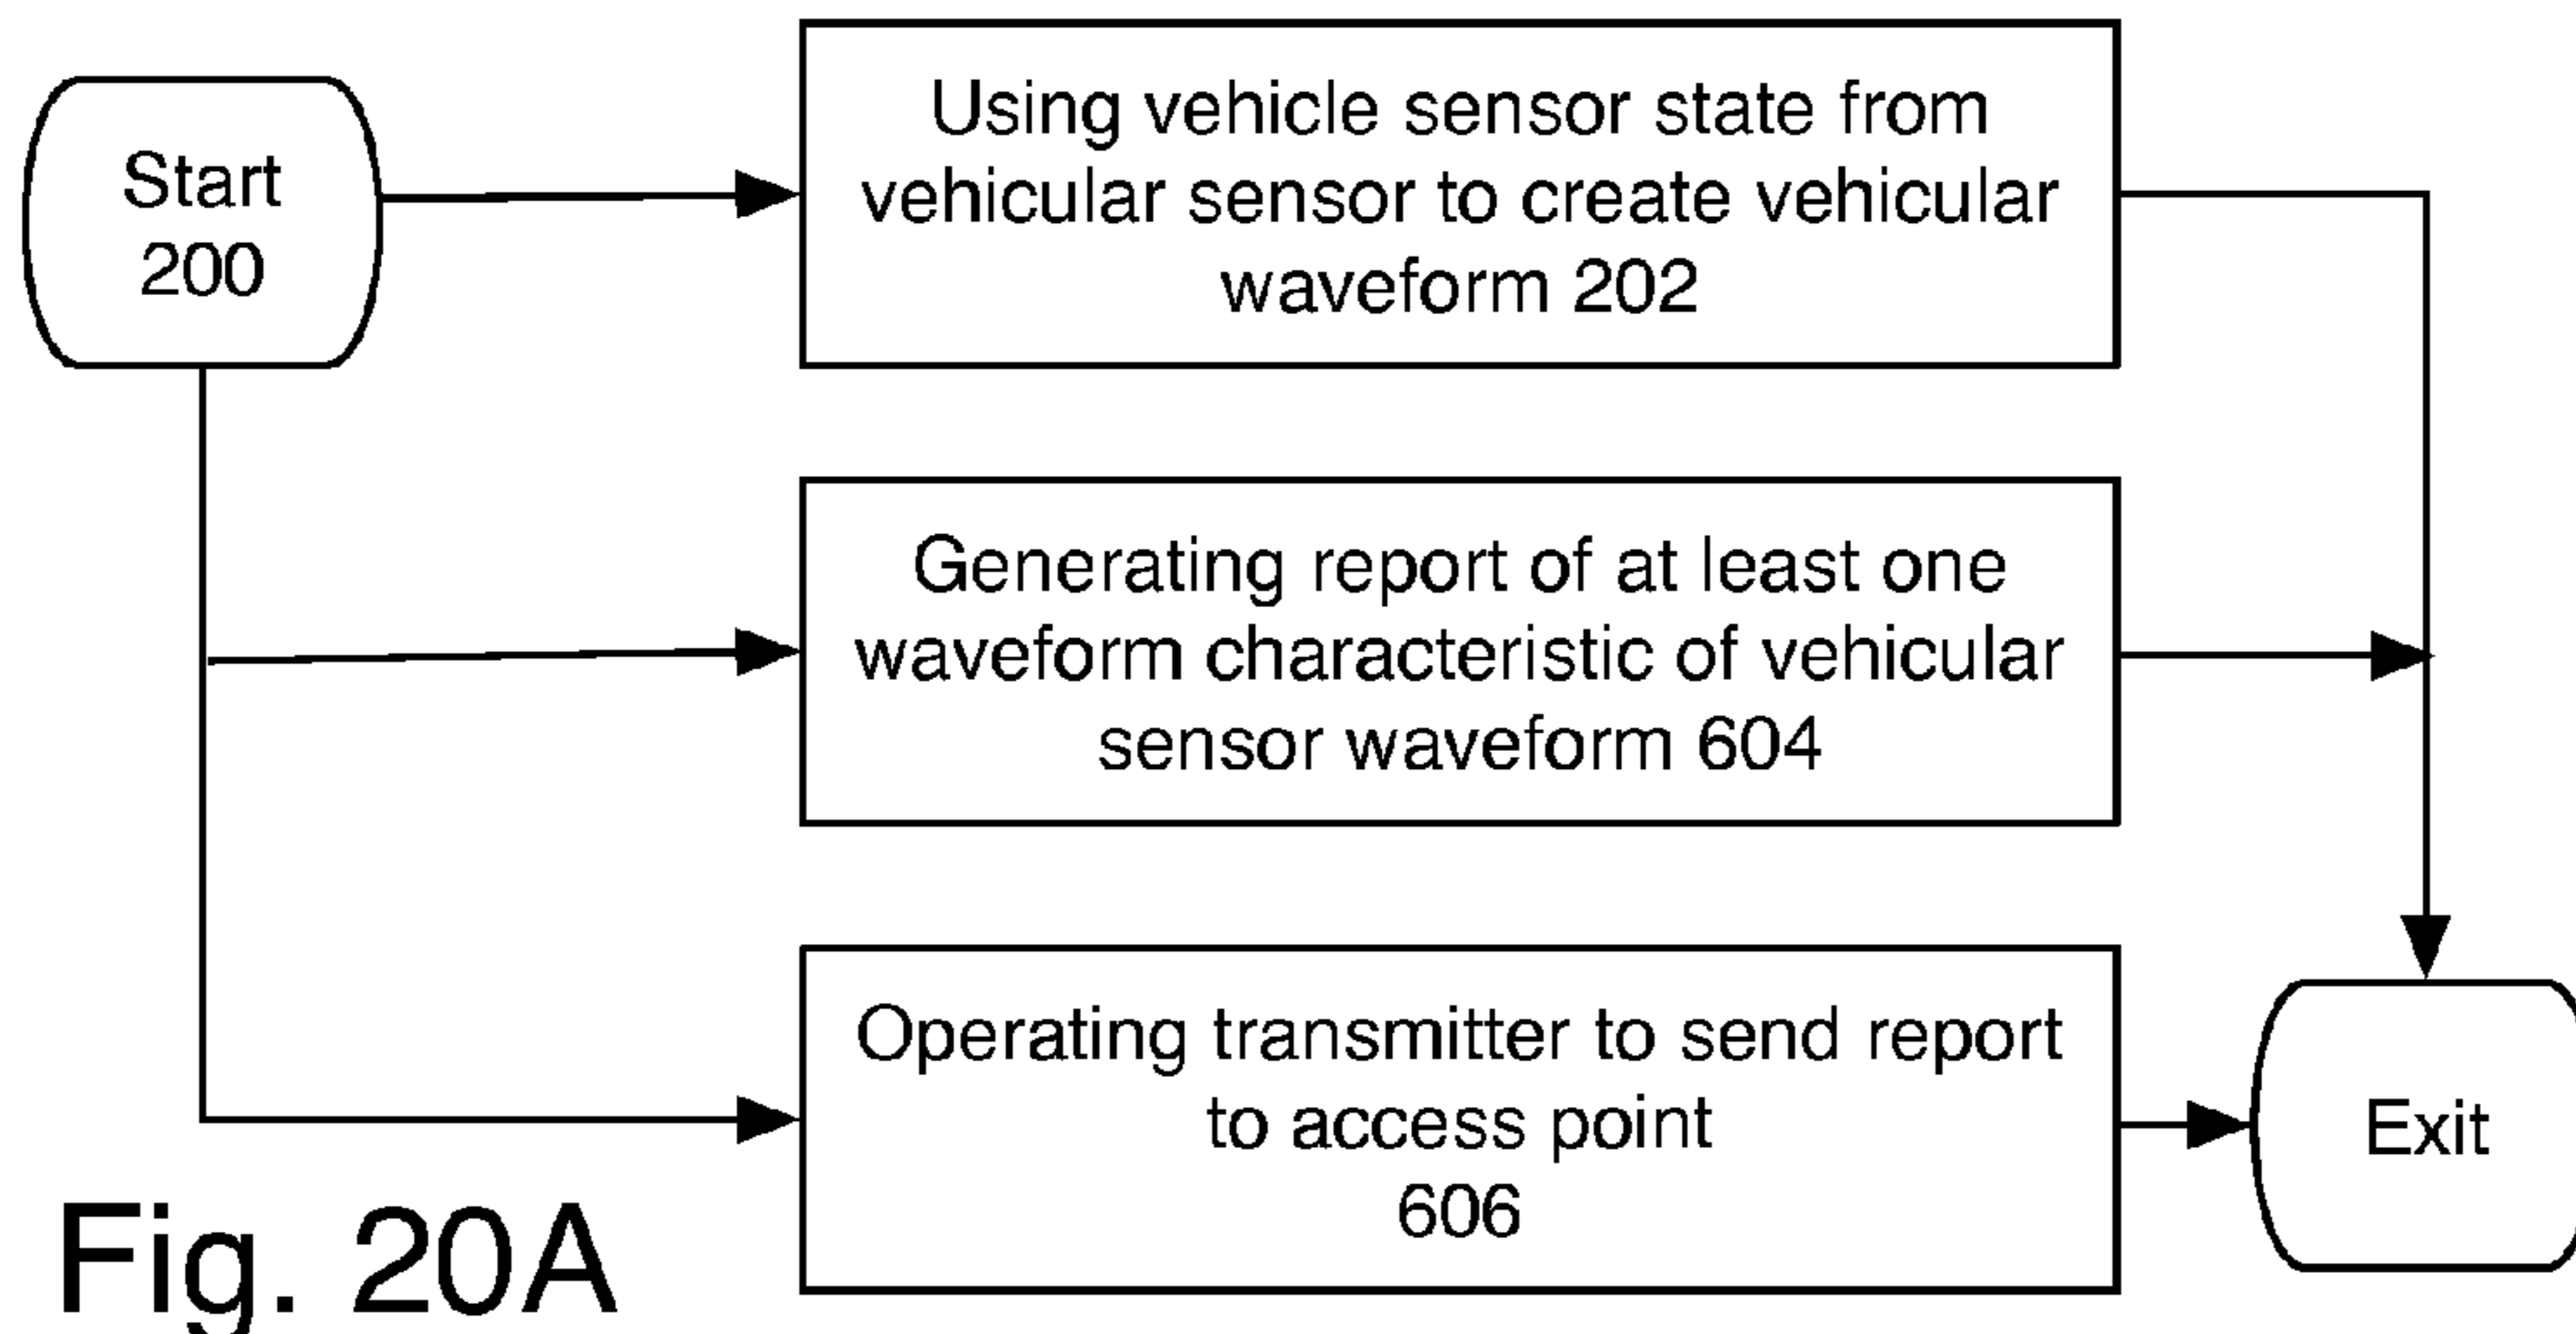 Start
200
Using vehicle sensor state from
vehicular sensor to create vehicular
waveform 202
Generating report of at least one
waveform characteristic of vehicular
sensor waveform 604
Operating transmitter to send report
to access point
606
Exit
Fig. 20A